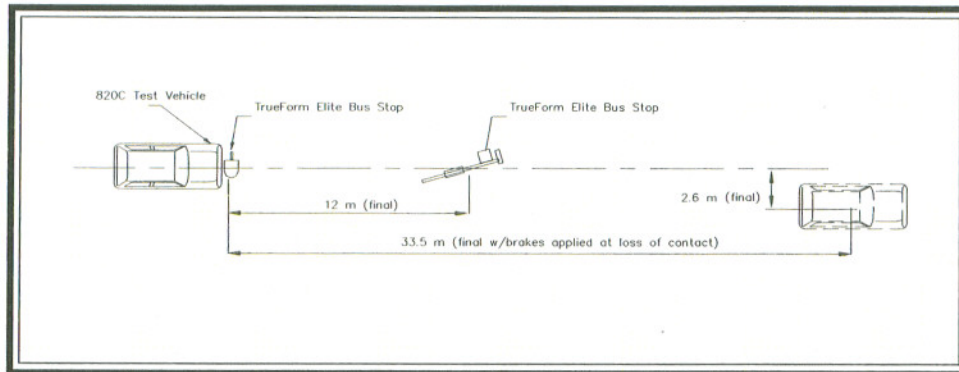 820C Test Vehicle
TrueForm Elite Bus Stop
TrueForm Elite Bus Stop
12 m (final)
2.6 m (final)
33.5 m (final w/brakes applied at loss of contact)